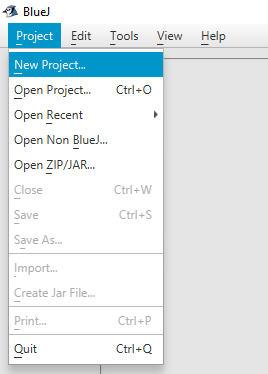 BlueJ
Project Edit Tools View Help
New Project...
Open Project... Ctrl+O
Open Recent
Open Non BlueJ...
Open ZIP/JAR...
Close Ctrl+W
Save Ctrl+S
Save As...
Import...
Create Jar File...
Print... Ctrl+P
Quit Ctrl+Q